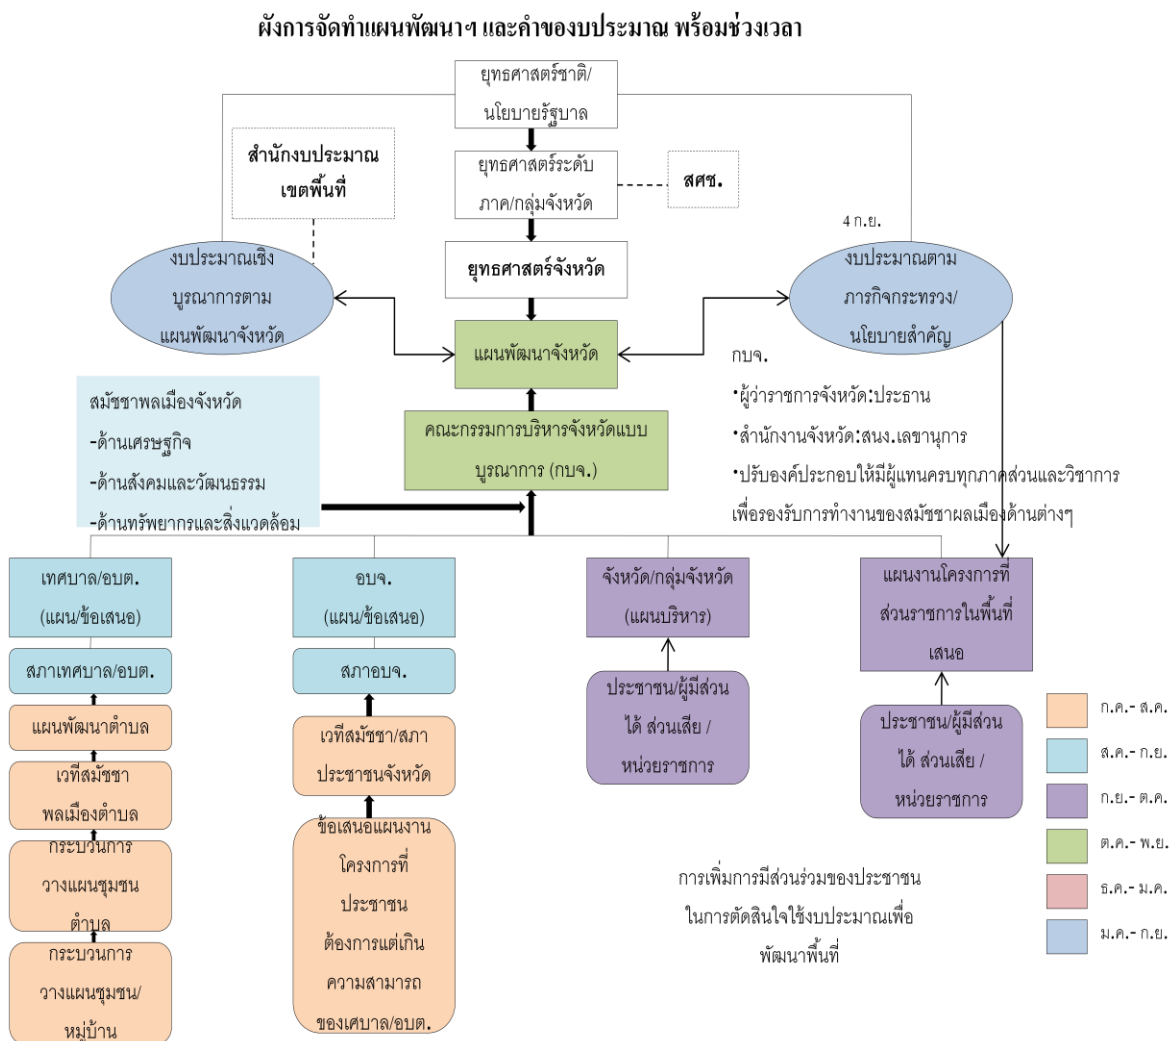 ผังการจัดทำแผนพัฒนาฯ และคำของบประมาณ พร้อมช่วงเวลา
ยุทธศาสตร์ชาติ/
นโยบายรัฐบาล
สำนักงบประมาณ
เขตพื้นที่
ยุทธศาสตร์ระดับ
ภาค/กลุ่มจังหวัด
สศช.
4 ก.ย.
งบประมาณเชิง
บูรณาการตาม
แผนพัฒนาจังหวัด
ยุทธศาสตร์จังหวัด
งบประมาณตาม
ภารกิจกระทรวง/
นโยบายสำคัญ
แผนพัฒนาจังหวัด
กบจ.
•ผู้ว่าราชการจังหวัด:ประธาน
•สำนักงานจังหวัด:สนง.เลขานุการ
•ปรับองค์ประกอบให้มีผู้แทนครบทุกภาคส่วนและวิชาการ
เพื่อรองรับการทำงานของสมัชชาผลเมืองด้านต่างๆ
สมัชชาพลเมืองจังหวัด
-ด้านเศรษฐกิจ
-ด้านสังคมและวัฒนธรรม
-ด้านทรัพยากรและสิ่งแวดล้อม
คณะกรรมการบริหารจังหวัดแบบ
บูรณาการ (กบจ.)
เทศบาล/อบต.
(แผน/ข้อเสนอ)
อบจ.
(แผน/ข้อเสนอ)
จังหวัด/กลุ่มจังหวัด
(แผนบริหาร)
แผนงานโครงการที่
ส่วนราชการในพื้นที่
เสนอ
สภาเทศบาล/อบต.
แผนพัฒนาตำบล
เวทีสมัชชา
พลเมืองตำบล
กระบวนการ
วางแผนชุมชน
ตำบล
กระบวนการ
วางแผนชุมชน/
หมู่บ้าน
สภาอบจ.
เวทีสมัชชา/สภา
ประชาชนจังหวัด
ข้อเสนอแผนงาน
โครงการที่
ประชาชน
ต้องการแต่เกิน
ความสามารถ
ของเศบาล/อบต.
ประชาชน/ผู้มีส่วน
ได้ ส่วนเสีย /
หน่วยราชการ
ประชาชน/ผู้มีส่วน
ได้ ส่วนเสีย /
หน่วยราชการ
การเพิ่มการมีส่วนร่วมของประชาชน
ในการตัดสินใจใช้งบประมาณเพื่อ
พัฒนาพื้นที่
ก.ค.- ส.ค.
ส.ค.- ก.ย.
ก.ย.- ต.ค.
ต.ค.- พ.ย.
ธ.ค.- ม.ค.
ม.ค.- ก.ย.